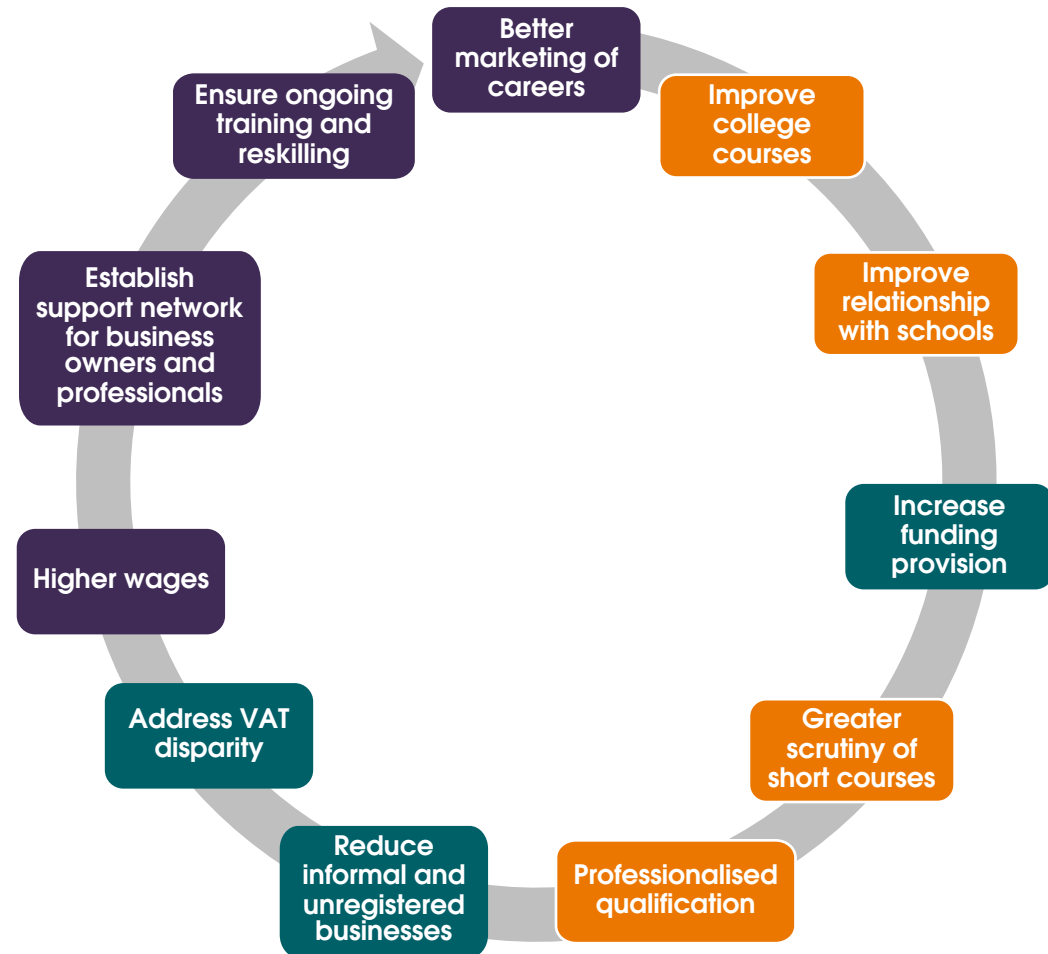 Better
marketing of
careers
Improve
college
courses
Improve
relationship
with schools
Increase
funding
provision
Greater
scrutiny of
short courses
Professionalised
qualification
Reduce
informal and
unregistered
businesses
Address VAT
disparity
Higher wages
Establish
support network
for business
owners and
professionals
Ensure ongoing
training and
reskilling